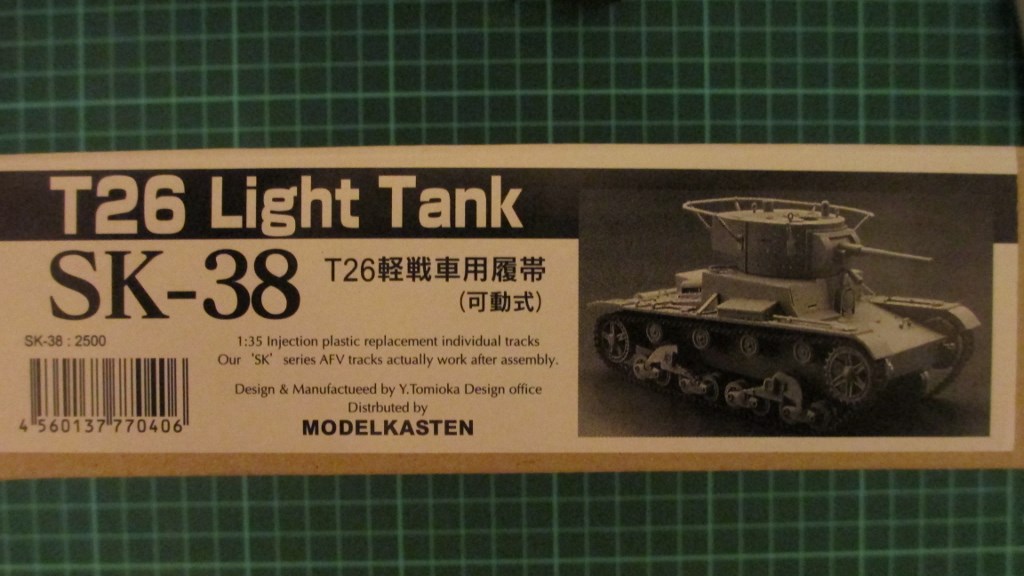 T26 Light Tank
SK-38 T26軽戦車用履帯
(可動式)
SK-38 : 2500
1:35 Injection plastic replacement individual tracks
Our 'SK' series AFV tracks actually work after assembly.
Design & Manufactueed by Y.Tomioka Design office
Distrbuted by
MODELKASTEN
4 560137 770406